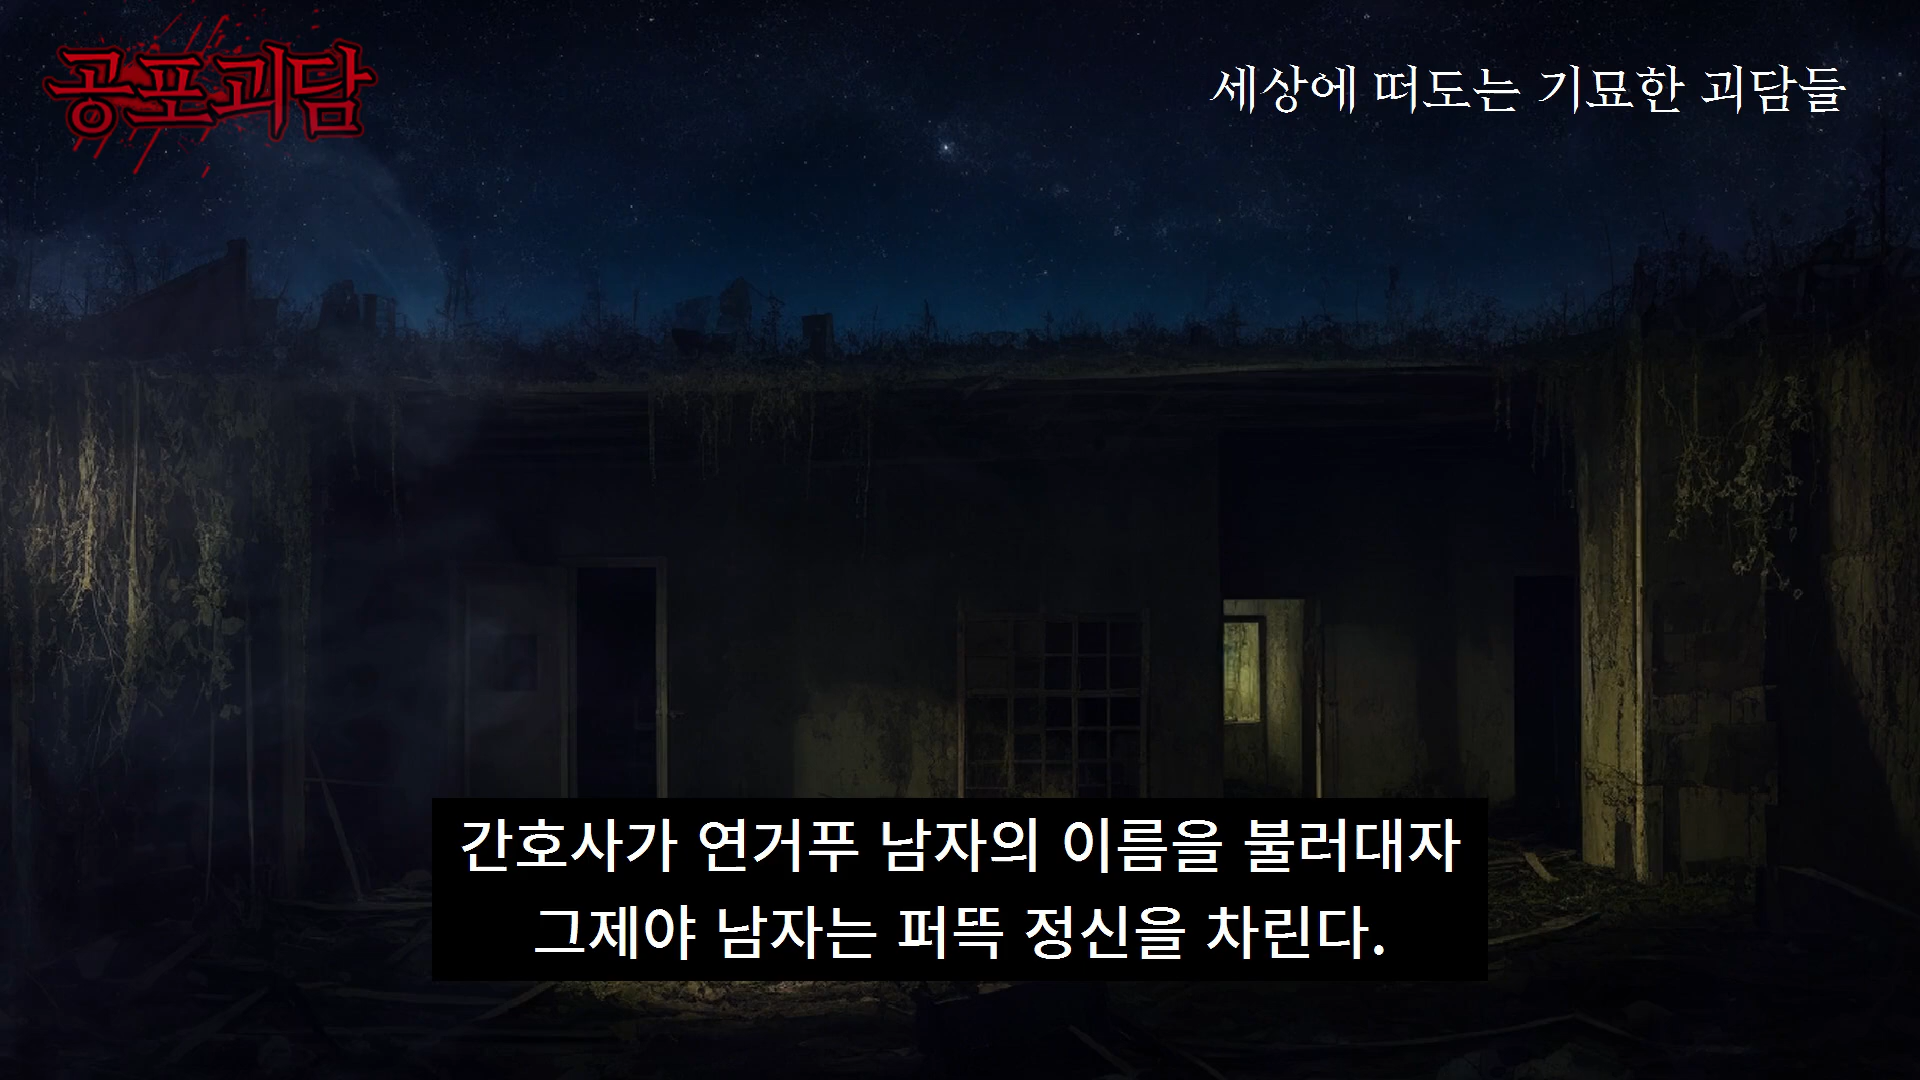 공포괴담
세상에 떠도는 기묘한 괴담들
간호사가 연거푸 남자의 이름을 불러대자
그제야 남자는 퍼뜩 정신을 차린다.